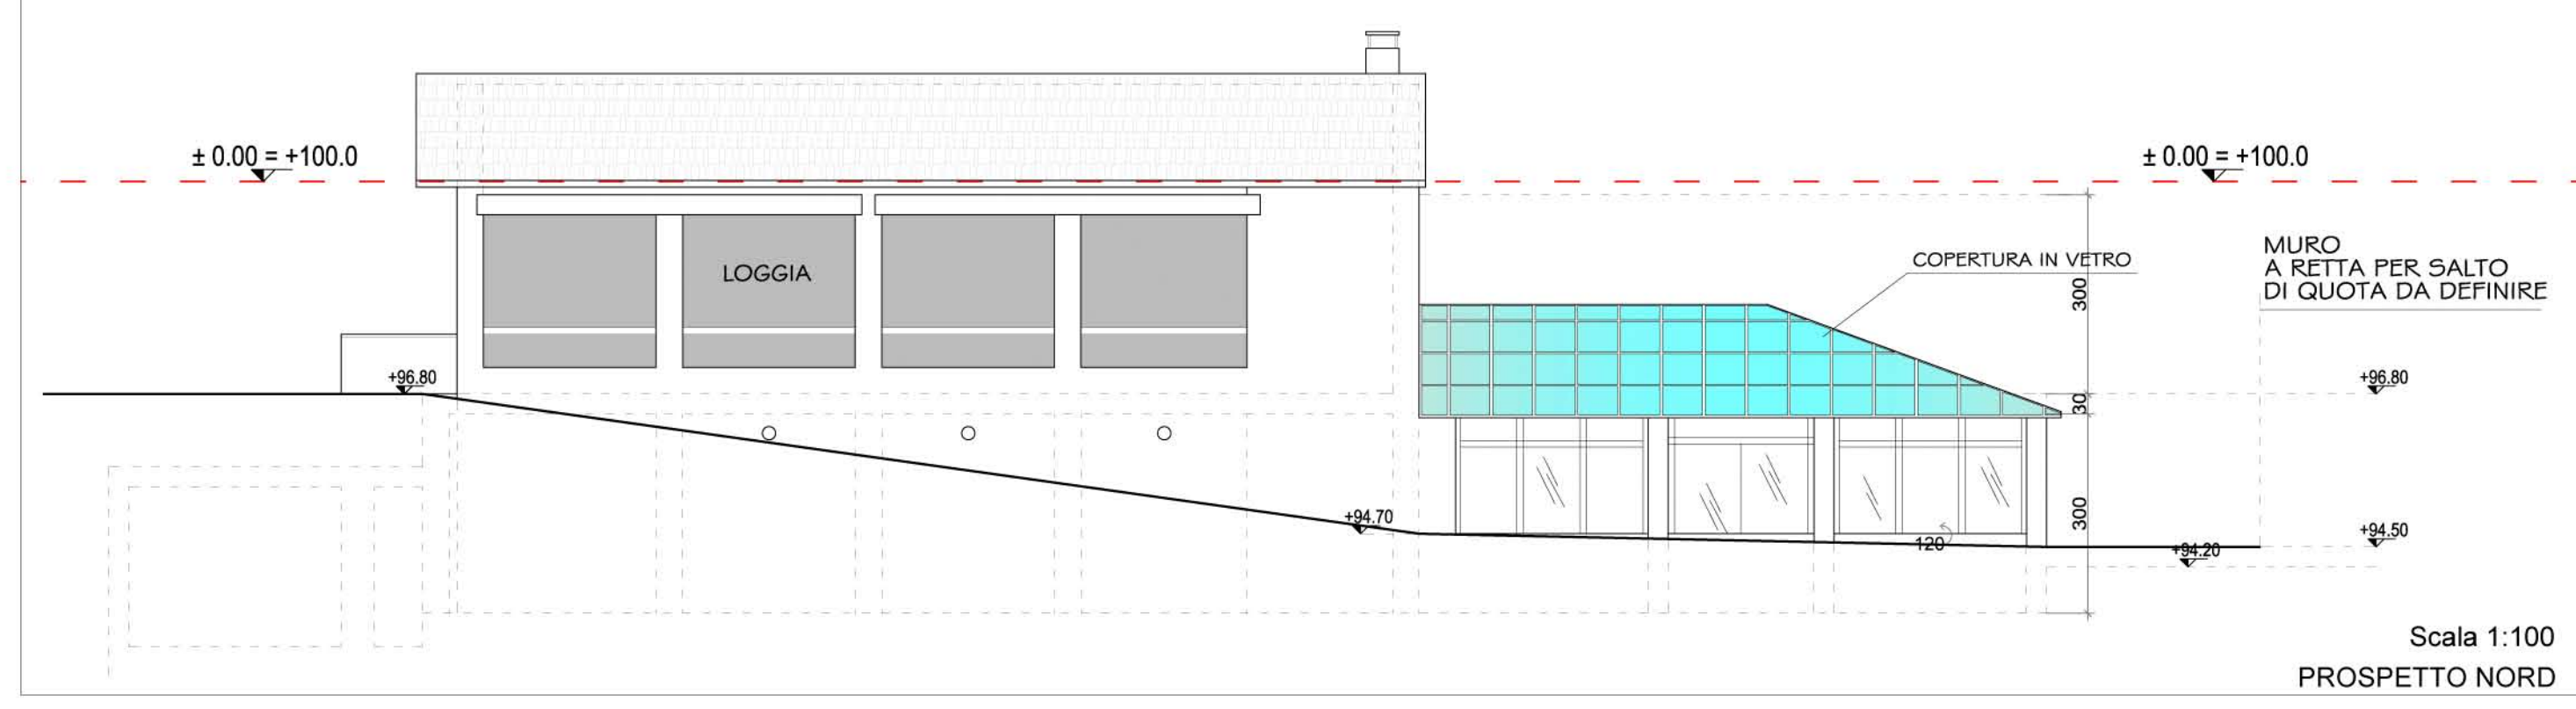 ± 0.00 = +100.0
± 0.00 = +100.0
MURO
A RETTA PER SALTO
DI QUOTA DA DEFINIRE
COPERTURA IN VETRO
LOGGIA
300
+96.80
+96.80
30
+94.70
300
120
+94.50
+94.20
Scala 1:100
PROSPETTO NORD